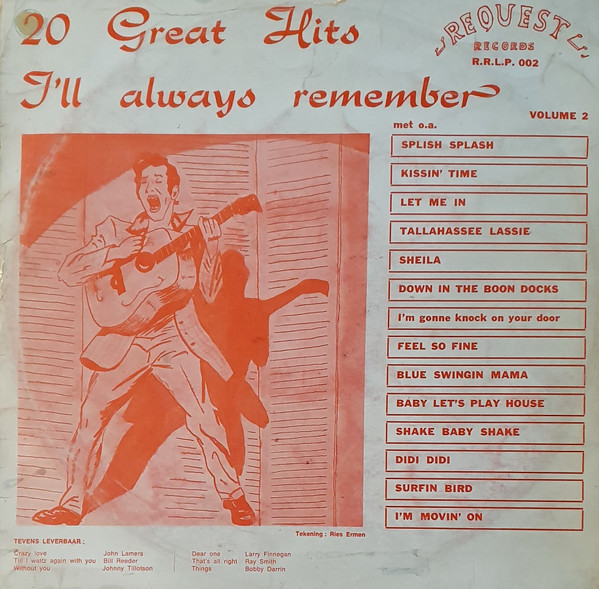 20 Great Hits
I'll always remember
REQUEST
RECORDS
R.R.L.P. 002
VOLUME 2
met o.a.
SPLISH SPLASH
KISSIN' TIME
LET ME IN
TALLAHASSEE LASSIE
SHEILA
DOWN IN THE BOON DOCKS
I'm gonne knock on your door
FEEL SO FINE
BLUE SWINGIN MAMA
BABY LET'S PLAY HOUSE
SHAKE BABY SHAKE
DIDI DIDI
SURFIN BIRD
I'M MOVIN' ON
Tekening : Ries Ermen
TEVENS LEVERBAAR :
Crazy love John Lamers
Till I waltz again with you Bill Reeder
Without you Johnny Tillotson
Dear one Larry Finnegan
That's all right Ray Smith
Things Bobby Darrin